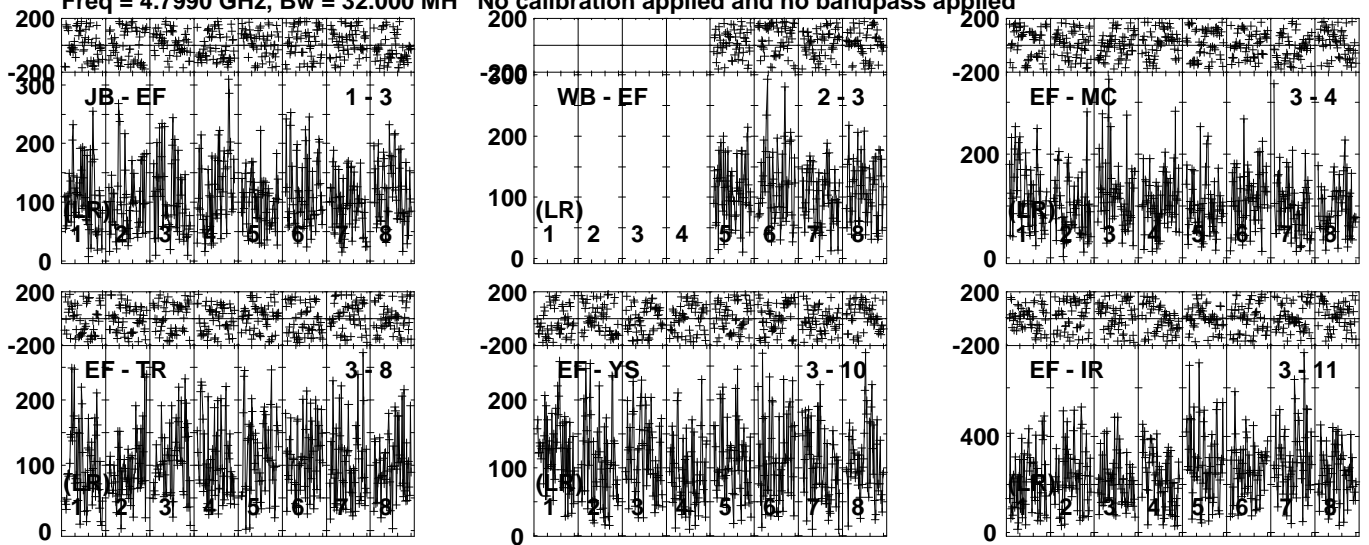 Freq = 4.7990 GHz, Bw = 32.000 MH No calibration applied and no bandpass applied
200
-200
300
JB - EF 1 - 3
200
100
(LR)
1 2 3 4 5 6 7 8
0
200
-200
300
WB - EF 2 - 3
200
100
(LR)
1 2 3 4 5 6 7 8
0
200
-200
EF - MC 3 - 4
200
(LR)
1 2 3 4 5 6 7 8
0
200
-200
EF - TR 3 - 8
200
100
(LR)
1 2 3 4 5 6 7 8
0
200
-200
EF - YS 3 - 10
200
100
(LR)
1 2 3 4 5 6 7 8
0
200
-200
EF - IR 3 - 11
400
200
(LR)
1 2 3 4 5 6 7 8
0